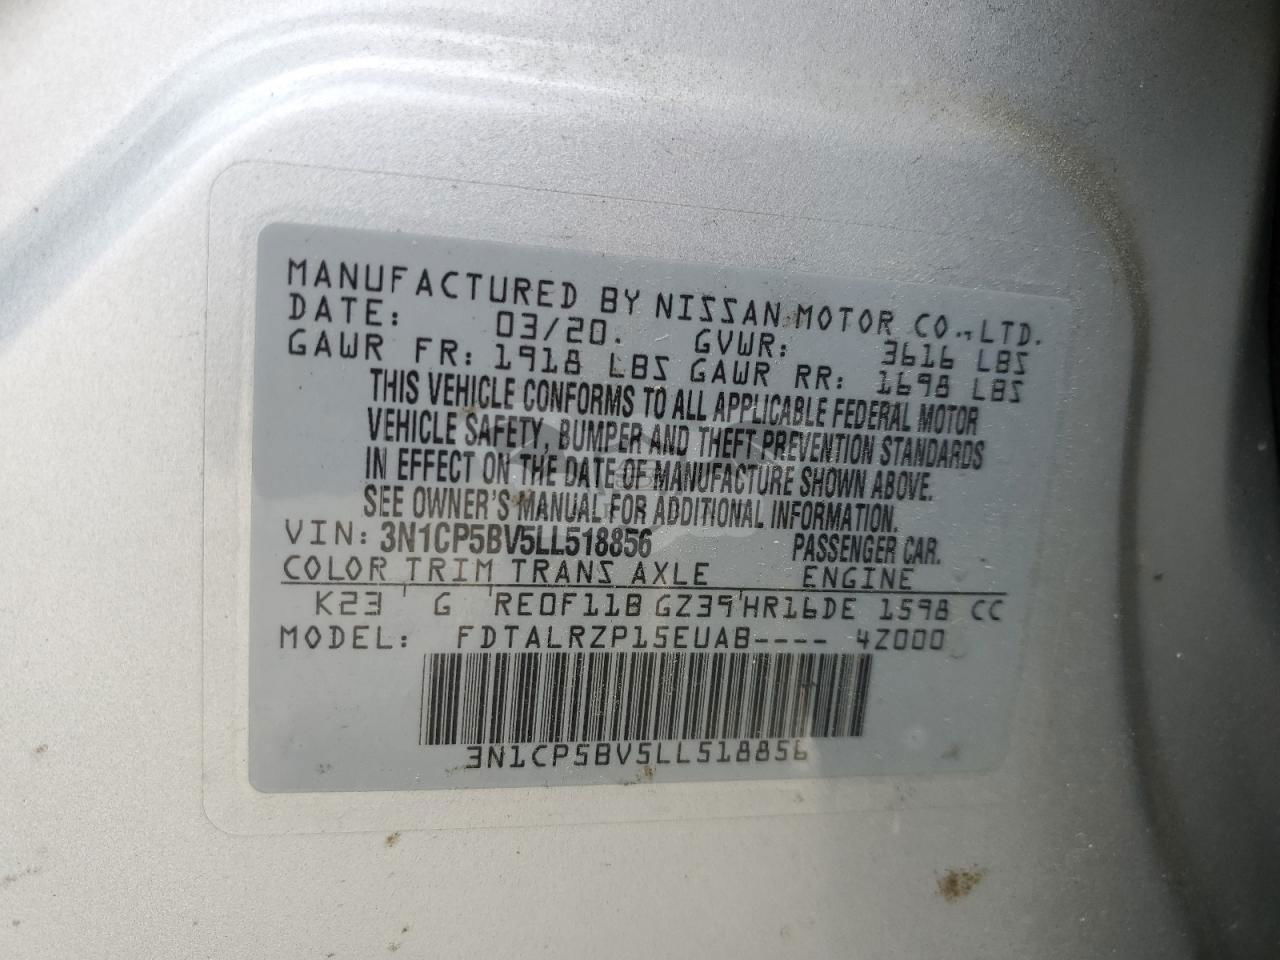 MANUFACTURED BY NISSAN MOTOR CO.,LTD.
DATE: 03/20. GVWR: 3616 LBS
GAWR FR: 1918 LBS GAWR RR: 1698 LBS
THIS VEHICLE CONFORMS TO ALL APPLICABLE FEDERAL MOTOR
VEHICLE SAFETY, BUMPER AND THEFT PREVENTION STANDARDS
IN EFFECT ON THE DATE OF MANUFACTURE SHOWN ABOVE.
SEE OWNER'S MANUAL FOR ADDITIONAL INFORMATION.
VIN: 3N1CP5BV5LL518856 PASSENGER CAR.
COLOR TRIM TRANS AXLE ENGINE
K23 G RE0F11B GZ39 HR16DE 1598 CC
MODEL: FDTALRZP15EUAB---- 4Z000
3N1CP5BV5LL518856